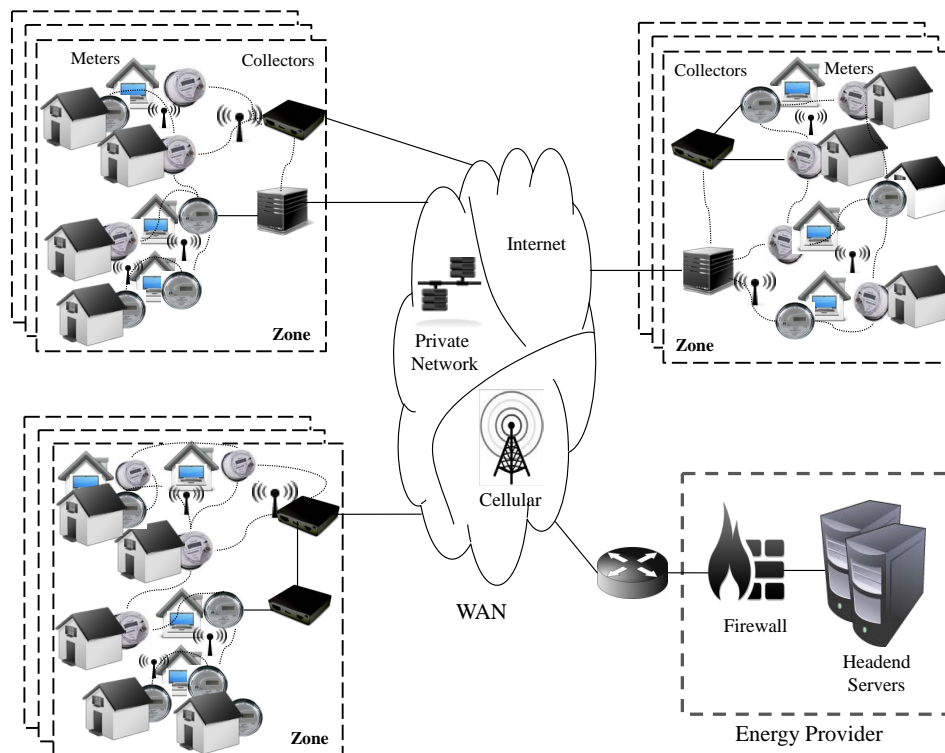 Meters
Collectors
Zone
Collectors
Meters
Zone
Internet
Private
Network
Cellular
WAN
Zone
Firewall
Headend
Servers
Energy Provider